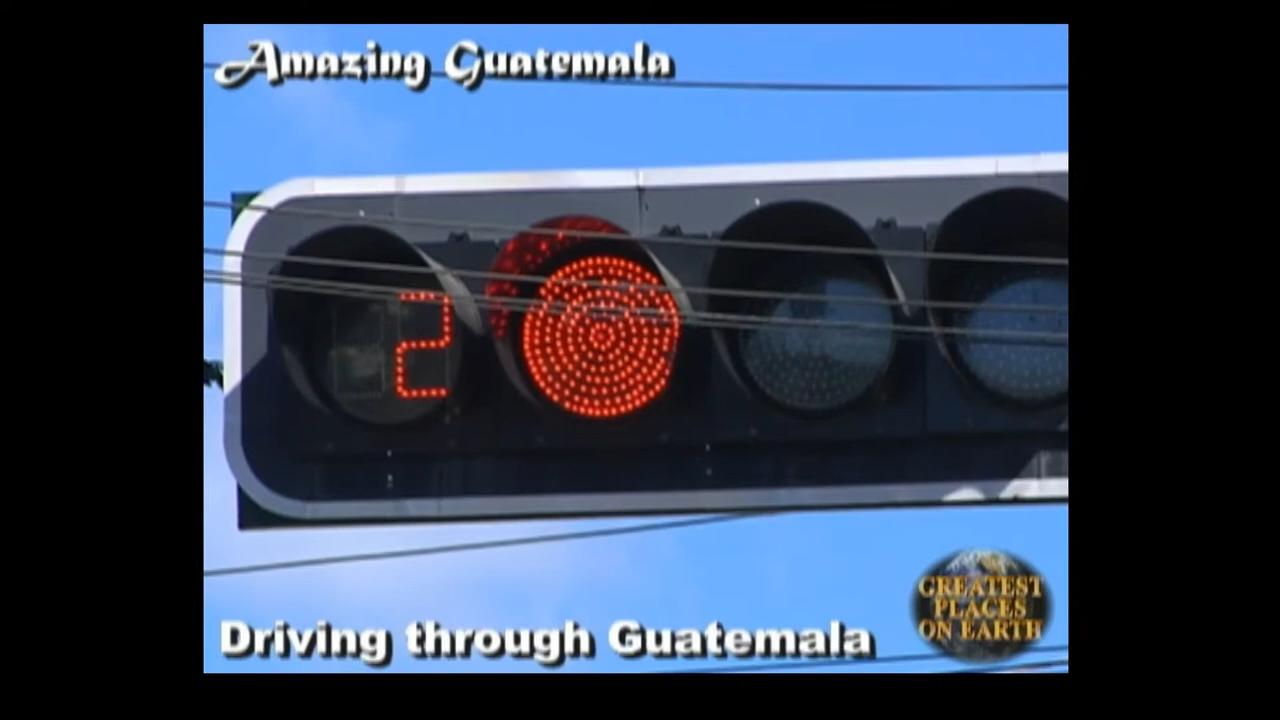 Amazing Guatemala
2
GREATEST
PLACES
ON EARTH
Driving through Guatemala